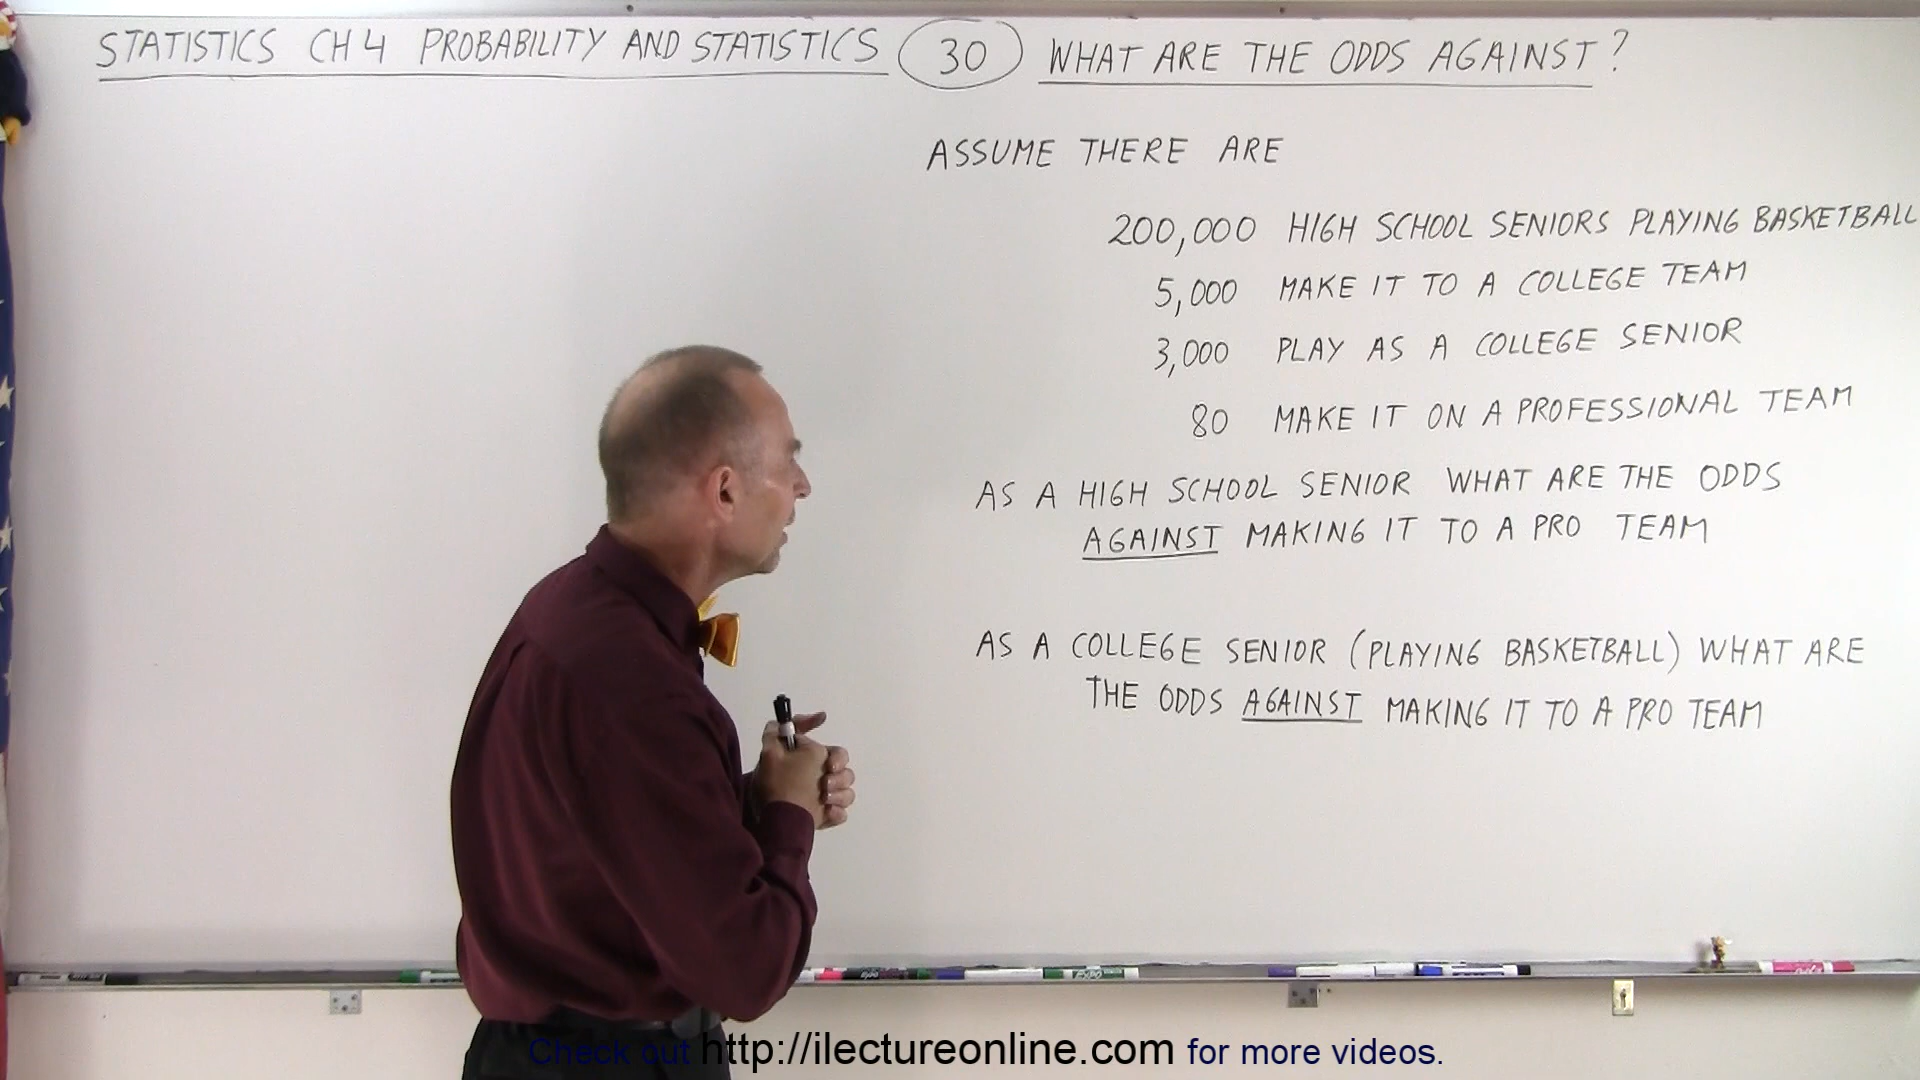 STATISTICS CH 4 PROBABILITY AND STATISTICS 30 WHAT ARE THE ODDS AGAINST?
ASSUME THERE ARE
200,000 HIGH SCHOOL SENIORS PLAYING BASKETBALL
5,000 MAKE IT TO A COLLEGE TEAM
3,000 PLAY AS A COLLEGE SENIOR
80 MAKE IT ON A PROFESSIONAL TEAM
AS A HIGH SCHOOL SENIOR WHAT ARE THE ODDS
AGAINST MAKING IT TO A PRO TEAM
AS A COLLEGE SENIOR (PLAYING BASKETBALL) WHAT ARE
THE ODDS AGAINST MAKING IT TO A PRO TEAM
Check out http://ilectureonline.com for more videos.